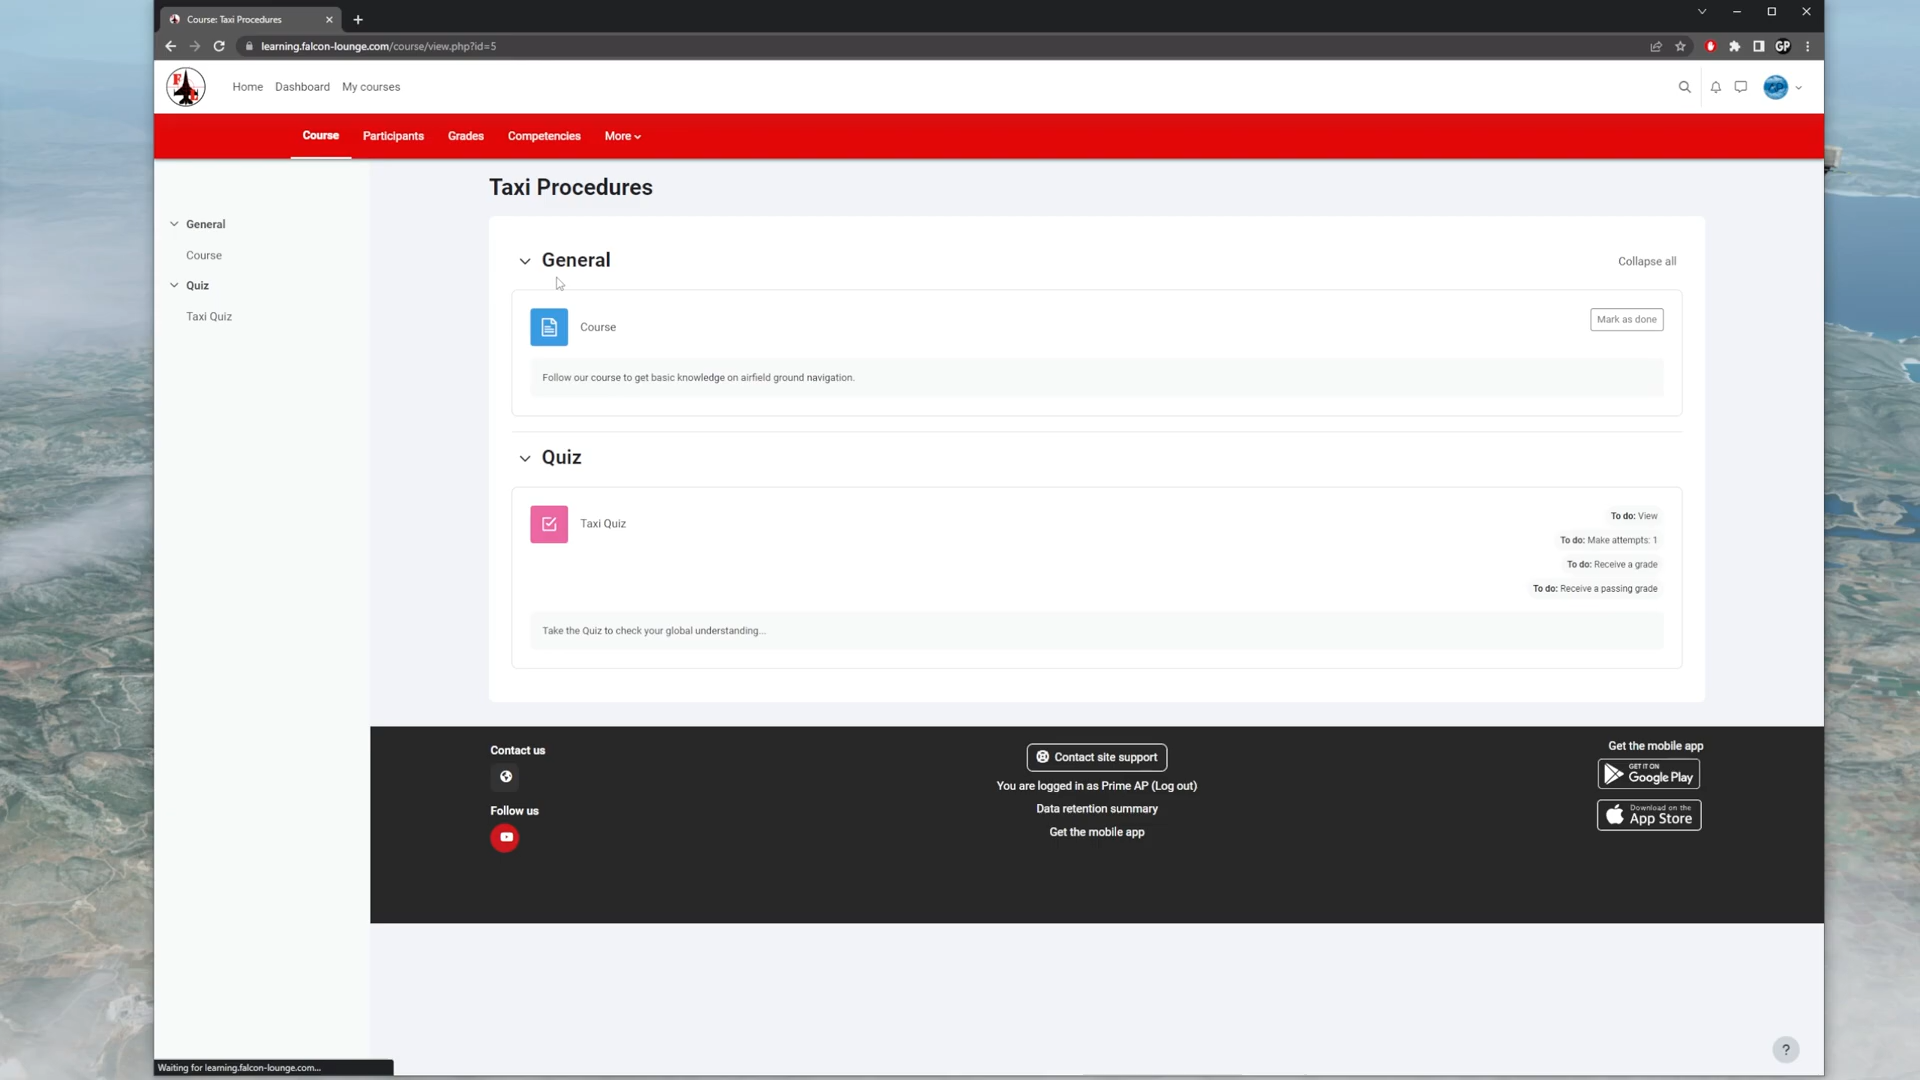 Course: Taxi Procedures
learning.falcon-lounge.com/course/view.php?id=5
GP
F
Home
Dashboard
My courses
Course
Participants
Grades
Competencies
More
Taxi Procedures
General
Course
Quiz
Taxi Quiz
General
Collapse all
Course
Mark as done
Follow our course to get basic knowledge on airfield ground navigation.
Quiz
Taxi Quiz
To do: View
To do: Make attempts: 1
To do: Receive a grade
To do: Receive a passing grade
Take the Quiz to check your global understanding...
Contact us
Follow us
Contact site support
You are logged in as Prime AP (Log out)
Data retention summary
Get the mobile app
Get the mobile app
GET IT ON
Google Play
Download on the
App Store
?
Waiting for learning.falcon-lounge.com...